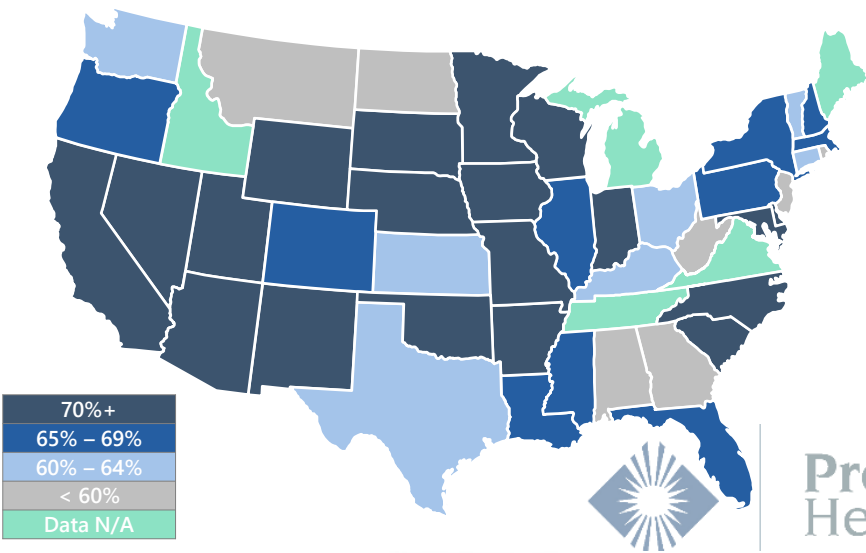 70%+
65% – 69%
60% – 64%
< 60%
Data N/A